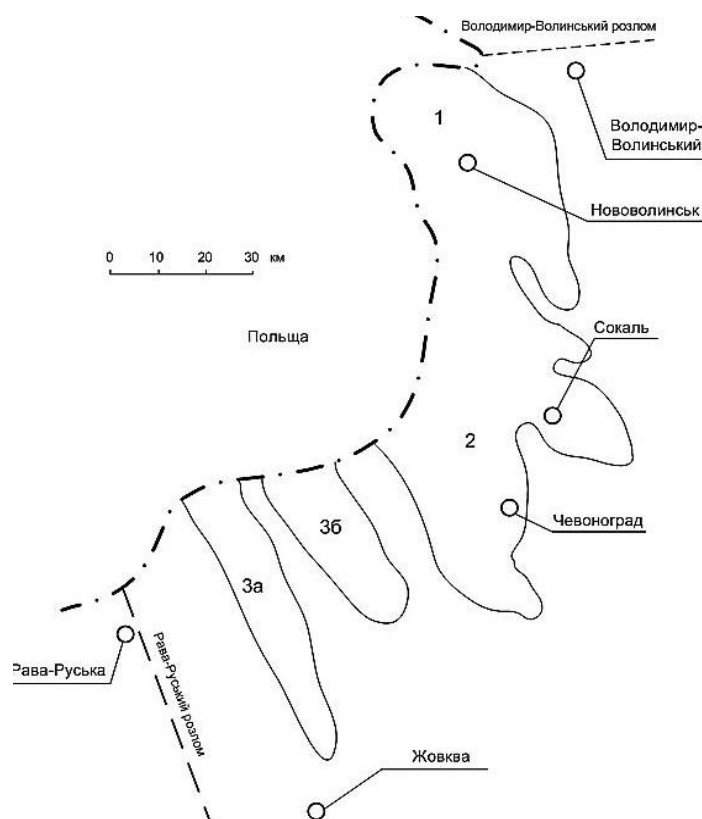 Володимир-Волинський розлом
1
Володимир-
Волинський
Нововолинськ
0 10 20 30 км
Польща
Сокаль
2
3б
Чевоноград
3а
Рава-Руська
Рава-Руський розлом
Жовква